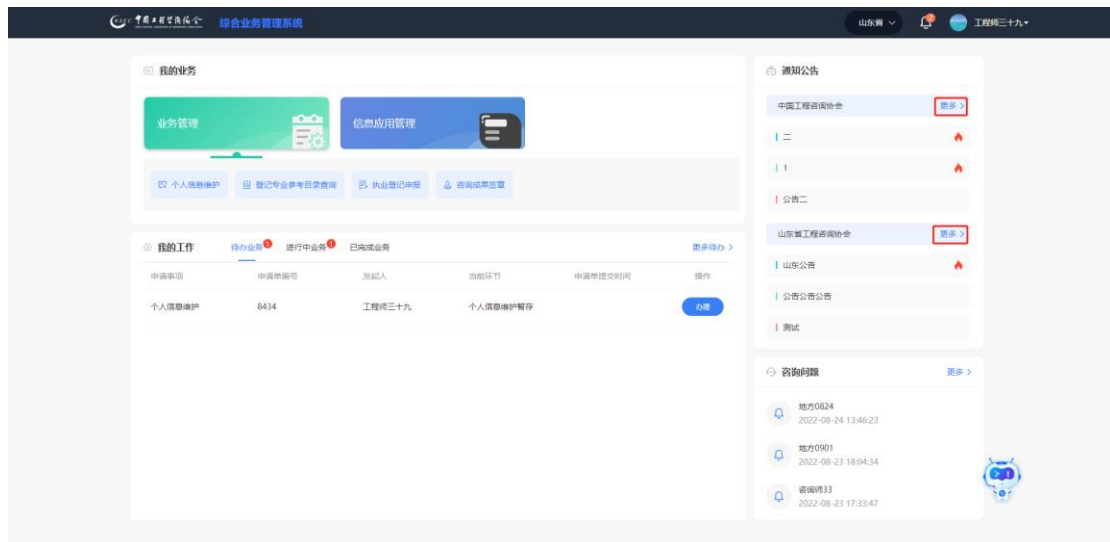 中国工程咨询协会 综合业务管理系统 山东省 工程师三十九
我的业务
业务管理 信息应用管理
个人信息维护 登记专业参考目录查询 执业登记申报 咨询成果签章
我的工作 待办业务 1 进行中业务 1 已完成业务 更多待办 >
申请事项 申请单编号 发起人 当前环节 申请单提交时间 操作
个人信息维护 8434 工程师三十九 个人信息维护暂存 办理
通知公告
中国工程咨询协会 更多 >
二
1
公告二
山东省工程咨询协会 更多 >
山东公告
公告公告公告
测试
咨询问题 更多 >
地方0824
2022-08-24 13:46:23
地方0901
2022-08-23 18:04:34
咨询师33
2022-08-23 17:33:47